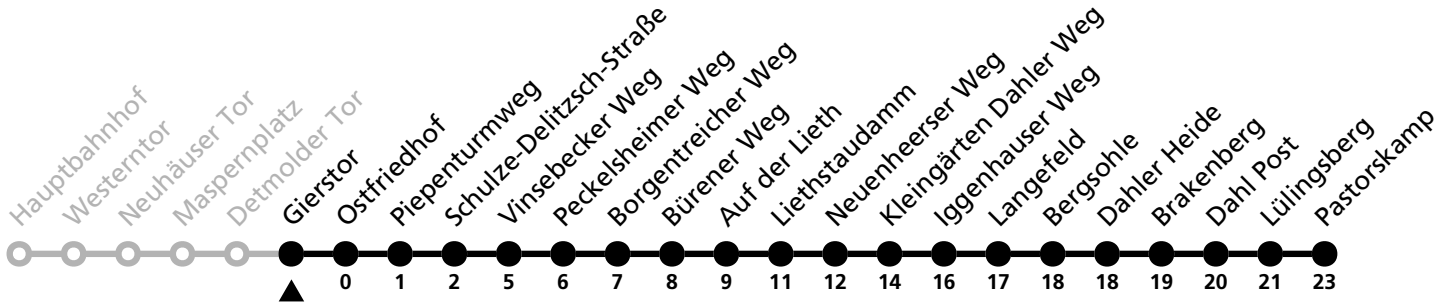 Hauptbahnhof
Westerntor
Neuhäuser Tor
Maspernplatz
Detmolder Tor
Gierstor
Ostfriedhof
Piepenturmweg
Schulze-Delitzsch-Straße
Vinsebecker Weg
Peckelsheimer Weg
Borgentreicher Weg
Bürener Weg
Auf der Lieth
Liethstaudamm
Neuenheerser Weg
Kleingärten Dahler Weg
Iggenhauser Weg
Langefeld
Bergsohle
Dahler Heide
Brakenberg
Dahl Post
Lülingsberg
Pastorskamp
0 1 2 5 6 7 8 9 11 12 14 16 17 18 18 19 20 21 23